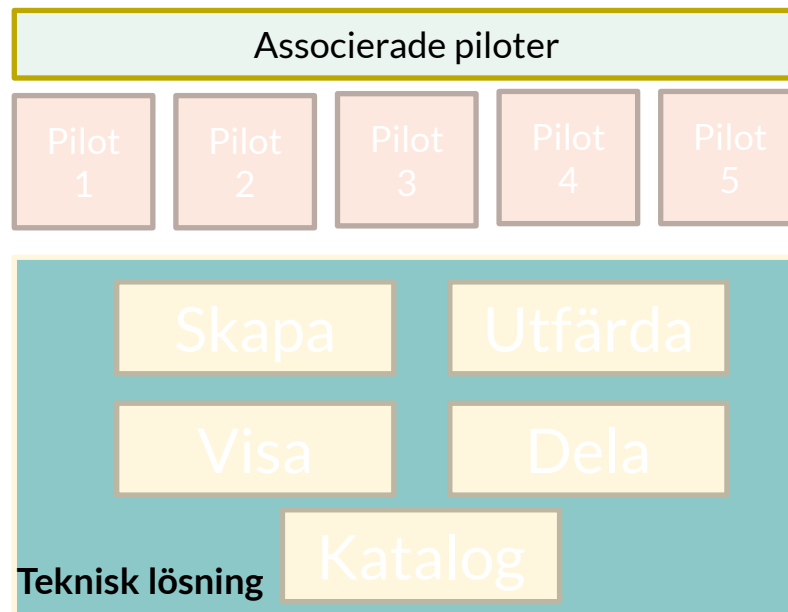 Associerade piloter
Pilot
1
Pilot
2
Pilot
3
Pilot
4
Pilot
5
Skapa
Utfärda
Visa
Dela
Katalog
Teknisk lösning